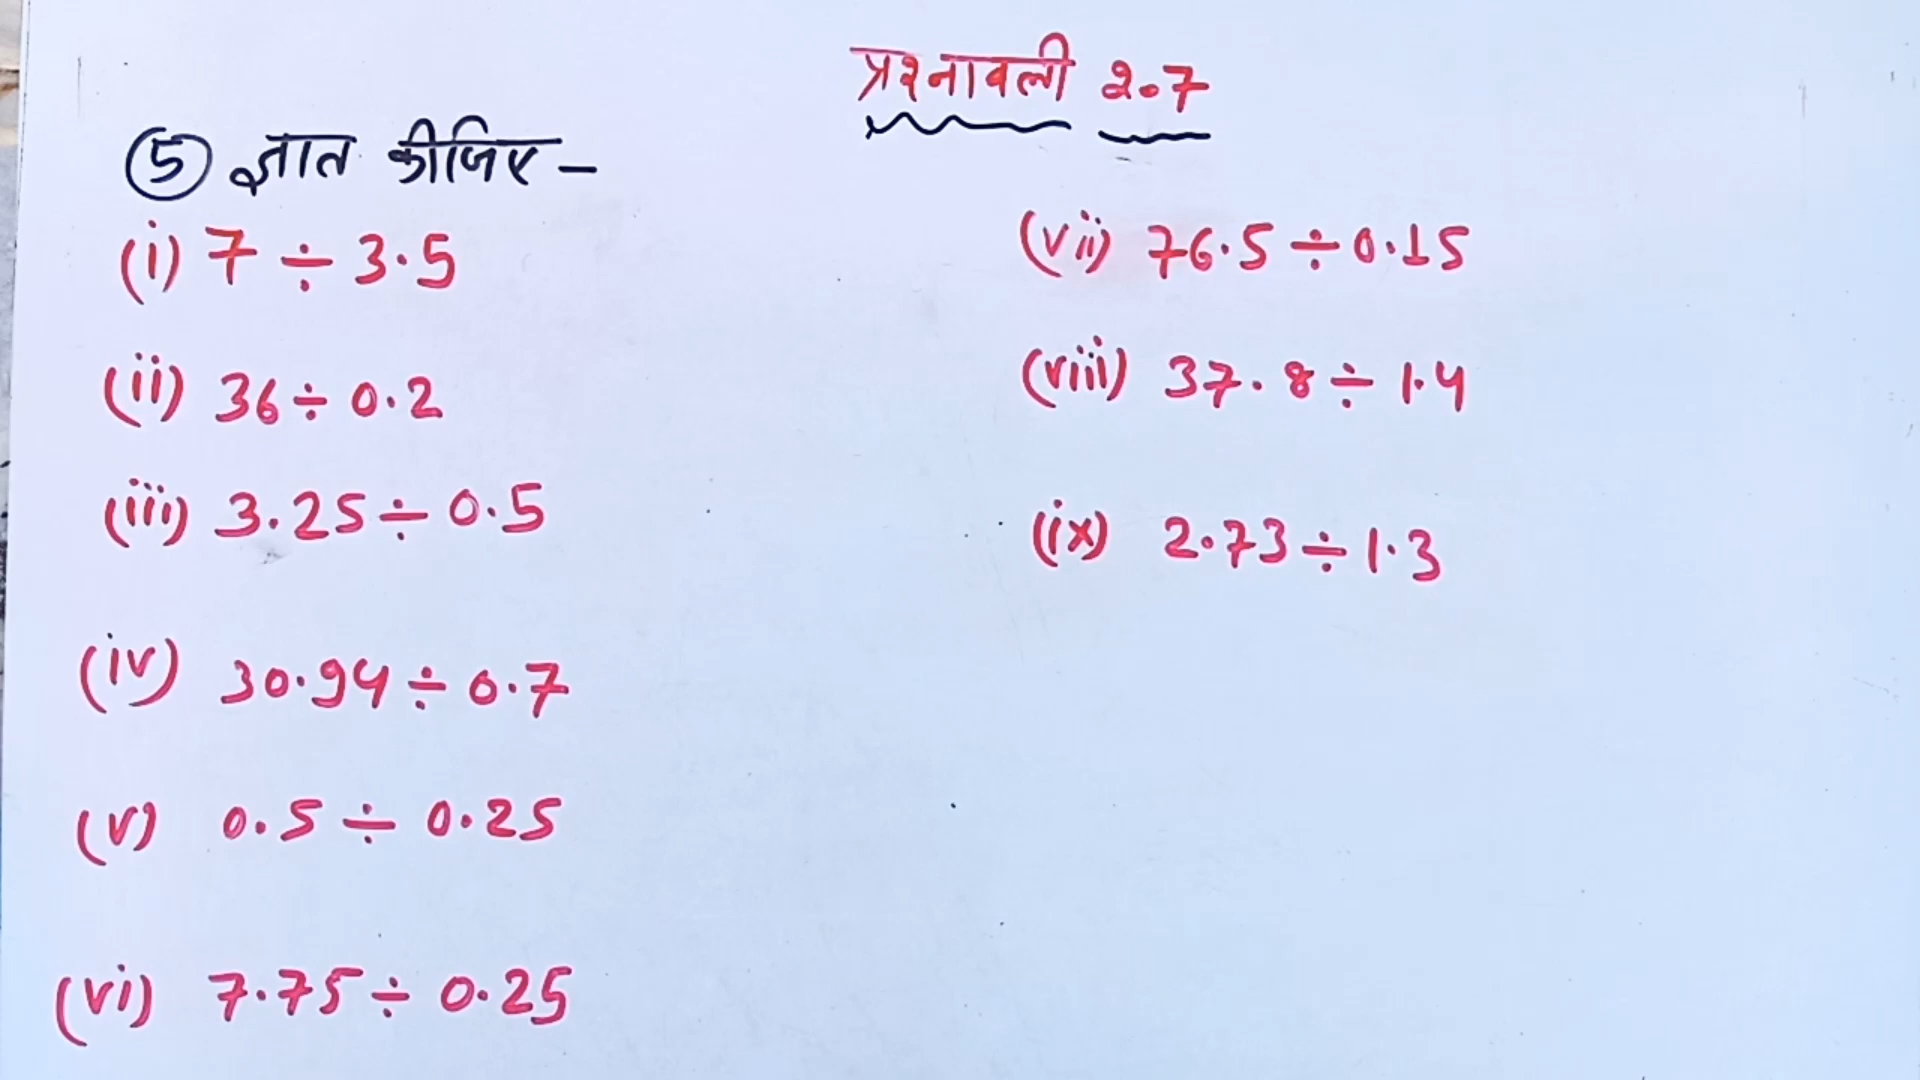 प्रश्नावली 2.7
⑤ ज्ञात कीजिए -
(i) 7 ÷ 3.5
(ii) 36 ÷ 0.2
(iii) 3.25 ÷ 0.5
(iv) 30.94 ÷ 0.7
(v) 0.5 ÷ 0.25
(vi) 7.75 ÷ 0.25
(vii) 76.5 ÷ 0.15
(viii) 37.8 ÷ 1.4
(ix) 2.73 ÷ 1.3